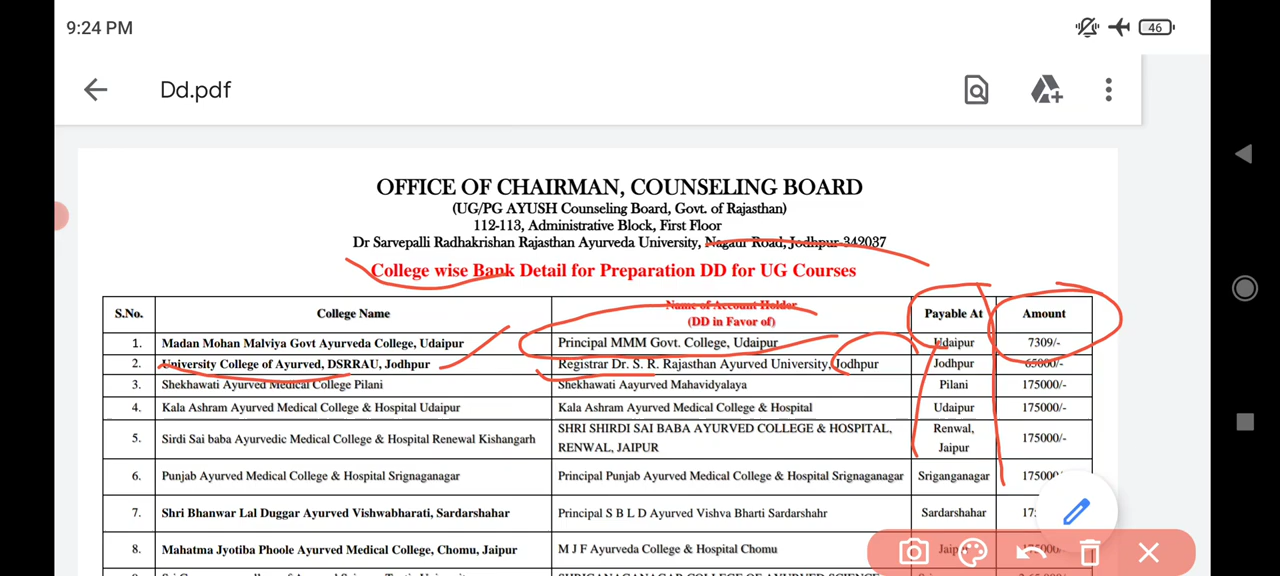 9:24 PM
46
Dd.pdf
OFFICE OF CHAIRMAN, COUNSELING BOARD
(UG/PG AYUSH Counseling Board, Govt. of Rajasthan)
112-113, Administrative Block, First Floor
Dr Sarvepalli Radhakrishan Rajasthan Ayurveda University, Nagaur Road, Jodhpur 342037
College wise Bank Detail for Preparation DD for UG Courses
S.No. College Name Name of Account Holder (DD in Favor of) Payable At Amount
1. Madan Mohan Malviya Govt Ayurveda College, Udaipur Principal MMM Govt. College, Udaipur Udaipur 7309/-
2. University College of Ayurved, DSRRAU, Jodhpur Registrar Dr. S. R. Rajasthan Ayurved University, Jodhpur Jodhpur 65000/-
3. Shekhawati Ayurved Medical College Pilani Shekhawati Aayurved Mahavidyalaya Pilani 175000/-
4. Kala Ashram Ayurved Medical College & Hospital Udaipur Kala Ashram Ayurved Medical College & Hospital Udaipur 175000/-
5. Sirdi Sai baba Ayurvedic Medical College & Hospital Renewal Kishangarh SHRI SHIRDI SAI BABA AYURVED COLLEGE & HOSPITAL, RENWAL, JAIPUR Renwal, Jaipur 175000/-
6. Punjab Ayurved Medical College & Hospital Srignaganagar Principal Punjab Ayurved Medical College & Hospital Srignaganagar Sriganganagar 175000
7. Shri Bhanwar Lal Duggar Ayurved Vishwabharati, Sardarshahar Principal S B L D Ayurved Vishva Bharti Sardarshahr Sardarshahar
8. Mahatma Jyotiba Phoole Ayurved Medical College, Chomu, Jaipur M J F Ayurveda College & Hospital Chomu